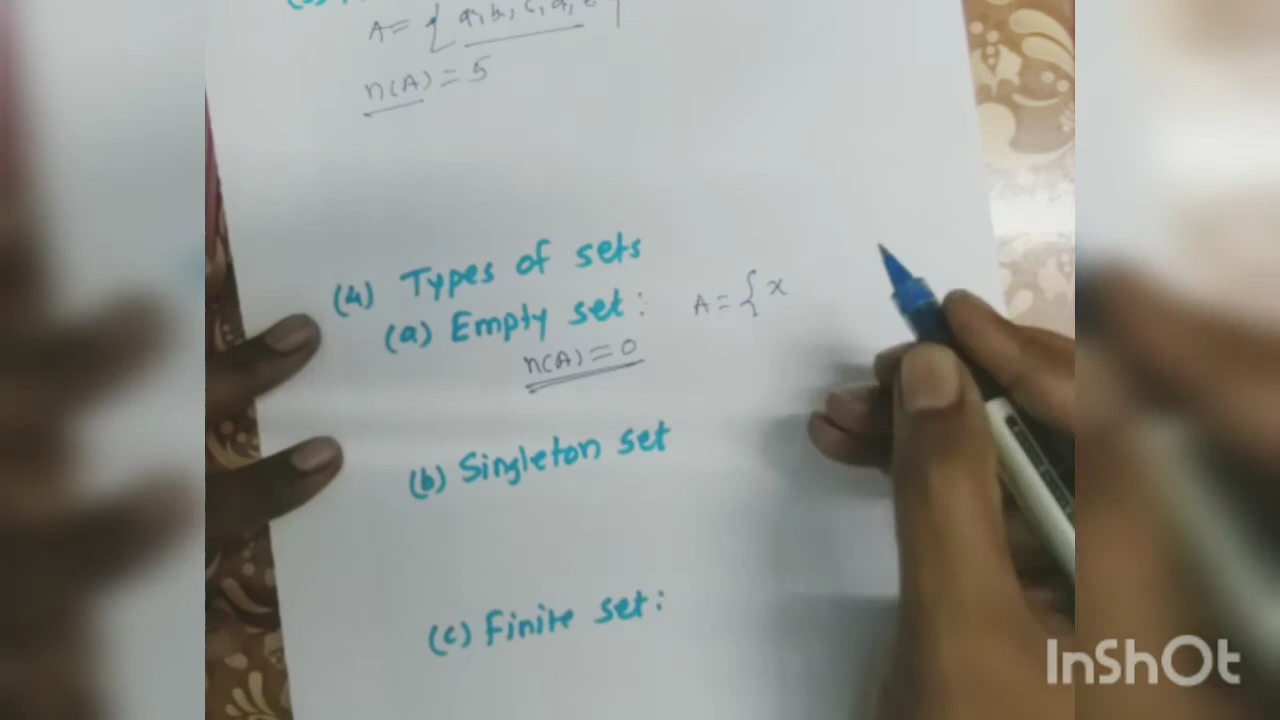 A = {
n(A) = 5
(4) Types of sets
(a) Empty set : A = { x
n(A) = 0
(b) Singleton set
(c) Finite set :
InShOt